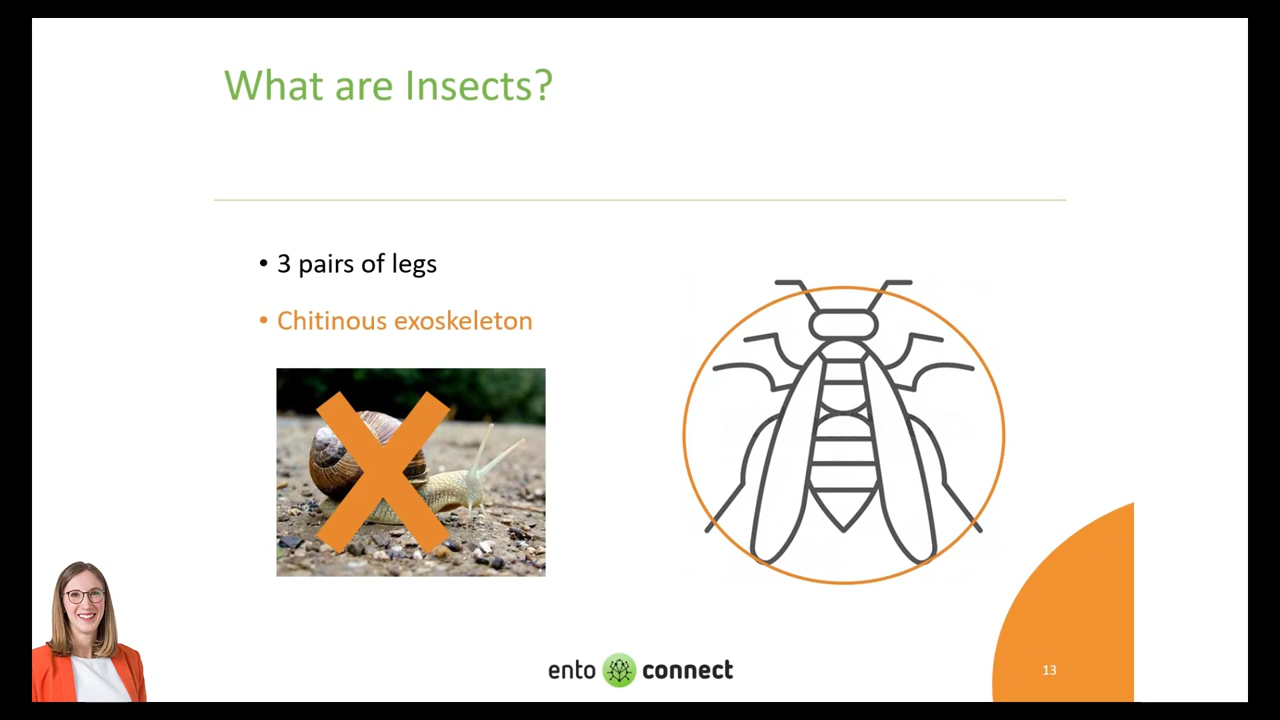 What are Insects?
• 3 pairs of legs
• Chitinous exoskeleton
ento connect
13